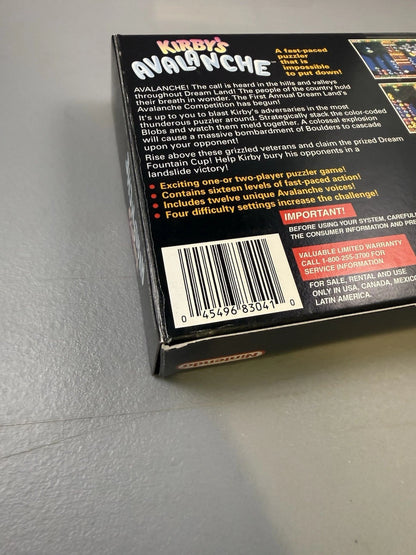 KIRBY'S
AVALANCHE
A fast-paced
puzzler
that is
impossible
to put down!
AVALANCHE! The call is heard in the hills and valleys
throughout Dream Land! The people of the country hold
their breath in wonder. The First Annual Dream Land's
Avalanche Competition has begun!
It's up to you to blast Kirby's adversaries in the most
thunderous puzzler around. Strategically stack the color-coded
Blobs and watch them meld together. A colossal explosion
will cause a massive bombardment of Boulders to cascade
upon your opponent!
Rise above these grizzled veterans and claim the prized Dream
Fountain Cup! Help Kirby bury his opponents in a
landslide victory!
• Exciting one-or two-player puzzler game!
• Contains sixteen levels of fast-paced action!
• Includes twelve unique Avalanche voices!
• Four difficulty settings increase the challenge!
IMPORTANT!
BEFORE USING YOUR SYSTEM, CAREFUL
THE CONSUMER INFORMATION AND PRE
VALUABLE LIMITED WARRANTY
CALL 1-800-255-3700 FOR
SERVICE INFORMATION
FOR SALE, RENTAL AND USE
ONLY IN USA, CANADA, MEXICO
LATIN AMERICA.
0 45496 83041 0
Nintendo